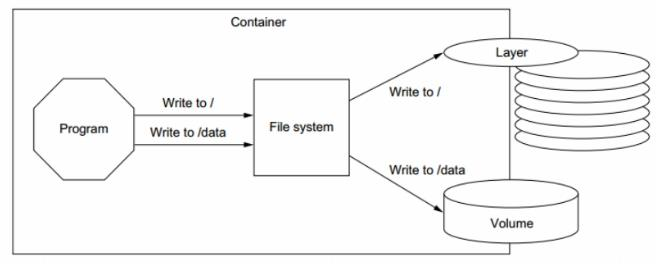 Container
Layer
Write to /
Write to /
Program
File system
Write to /data
Write to /data
Volume